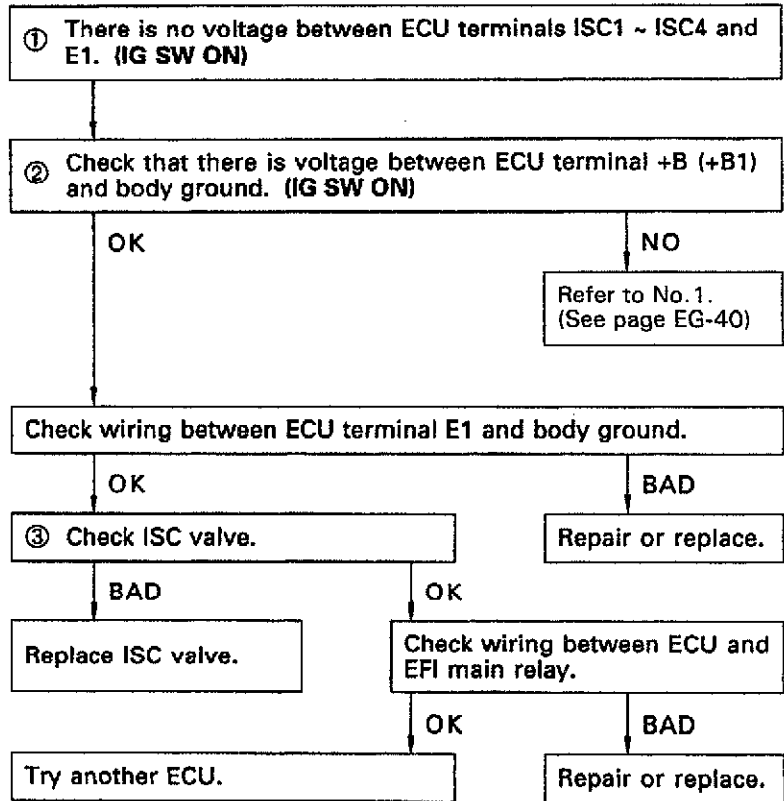 ① There is no voltage between ECU terminals ISC1 ~ ISC4 and
E1. (IG SW ON)
② Check that there is voltage between ECU terminal +B (+B1)
and body ground. (IG SW ON)
OK
NO
Refer to No.1.
(See page EG-40)
Check wiring between ECU terminal E1 and body ground.
OK
BAD
③ Check ISC valve.
Repair or replace.
BAD
OK
Replace ISC valve.
Check wiring between ECU and
EFI main relay.
OK
BAD
Try another ECU.
Repair or replace.